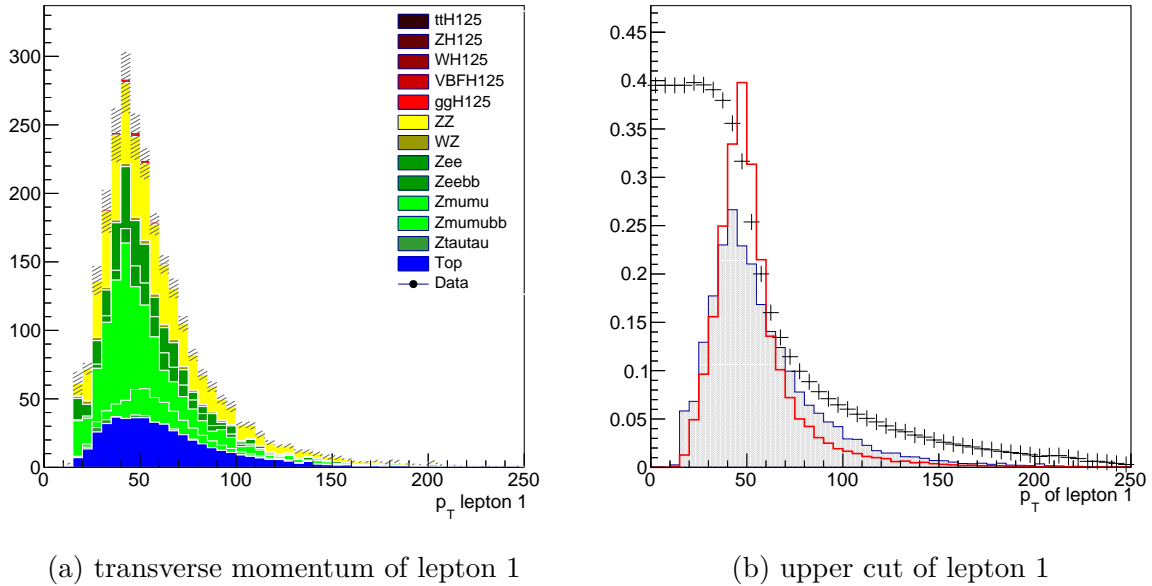 300
250
200
150
100
50
0
0 50 100 150 200 250
p_T lepton 1
ttH125
ZH125
WH125
VBFH125
ggH125
ZZ
WZ
Zee
Zeebb
Zmumu
Zmumubb
Ztautau
Top
Data
(a) transverse momentum of lepton 1
0.45
0.4
0.35
0.3
0.25
0.2
0.15
0.1
0.05
0
0 50 100 150 200 250
p_T of lepton 1
(b) upper cut of lepton 1